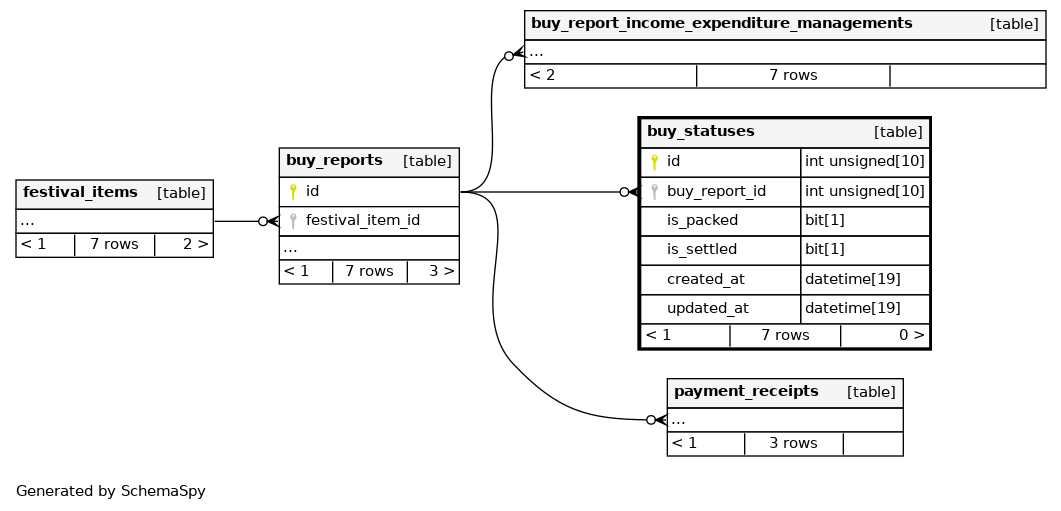 buy_report_income_expenditure_managements [table]
...
< 2 7 rows
buy_statuses [table]
id int unsigned[10]
buy_report_id int unsigned[10]
is_packed bit[1]
is_settled bit[1]
created_at datetime[19]
updated_at datetime[19]
< 1 7 rows 0 >
buy_reports [table]
id
festival_item_id
...
< 1 7 rows 3 >
festival_items [table]
...
< 1 7 rows 2 >
payment_receipts [table]
...
< 1 3 rows
Generated by SchemaSpy